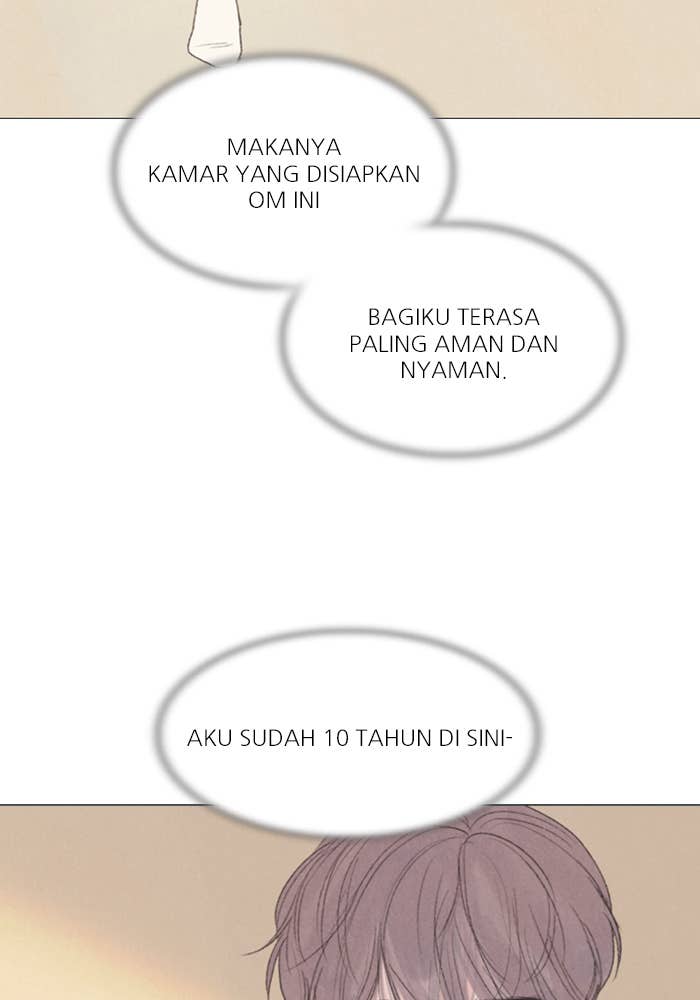 MAKANYA
KAMAR YANG DISIAPKAN
OM INI
BAGIKU TERASA
PALING AMAN DAN
NYAMAN.
AKU SUDAH 10 TAHUN DI SINI-